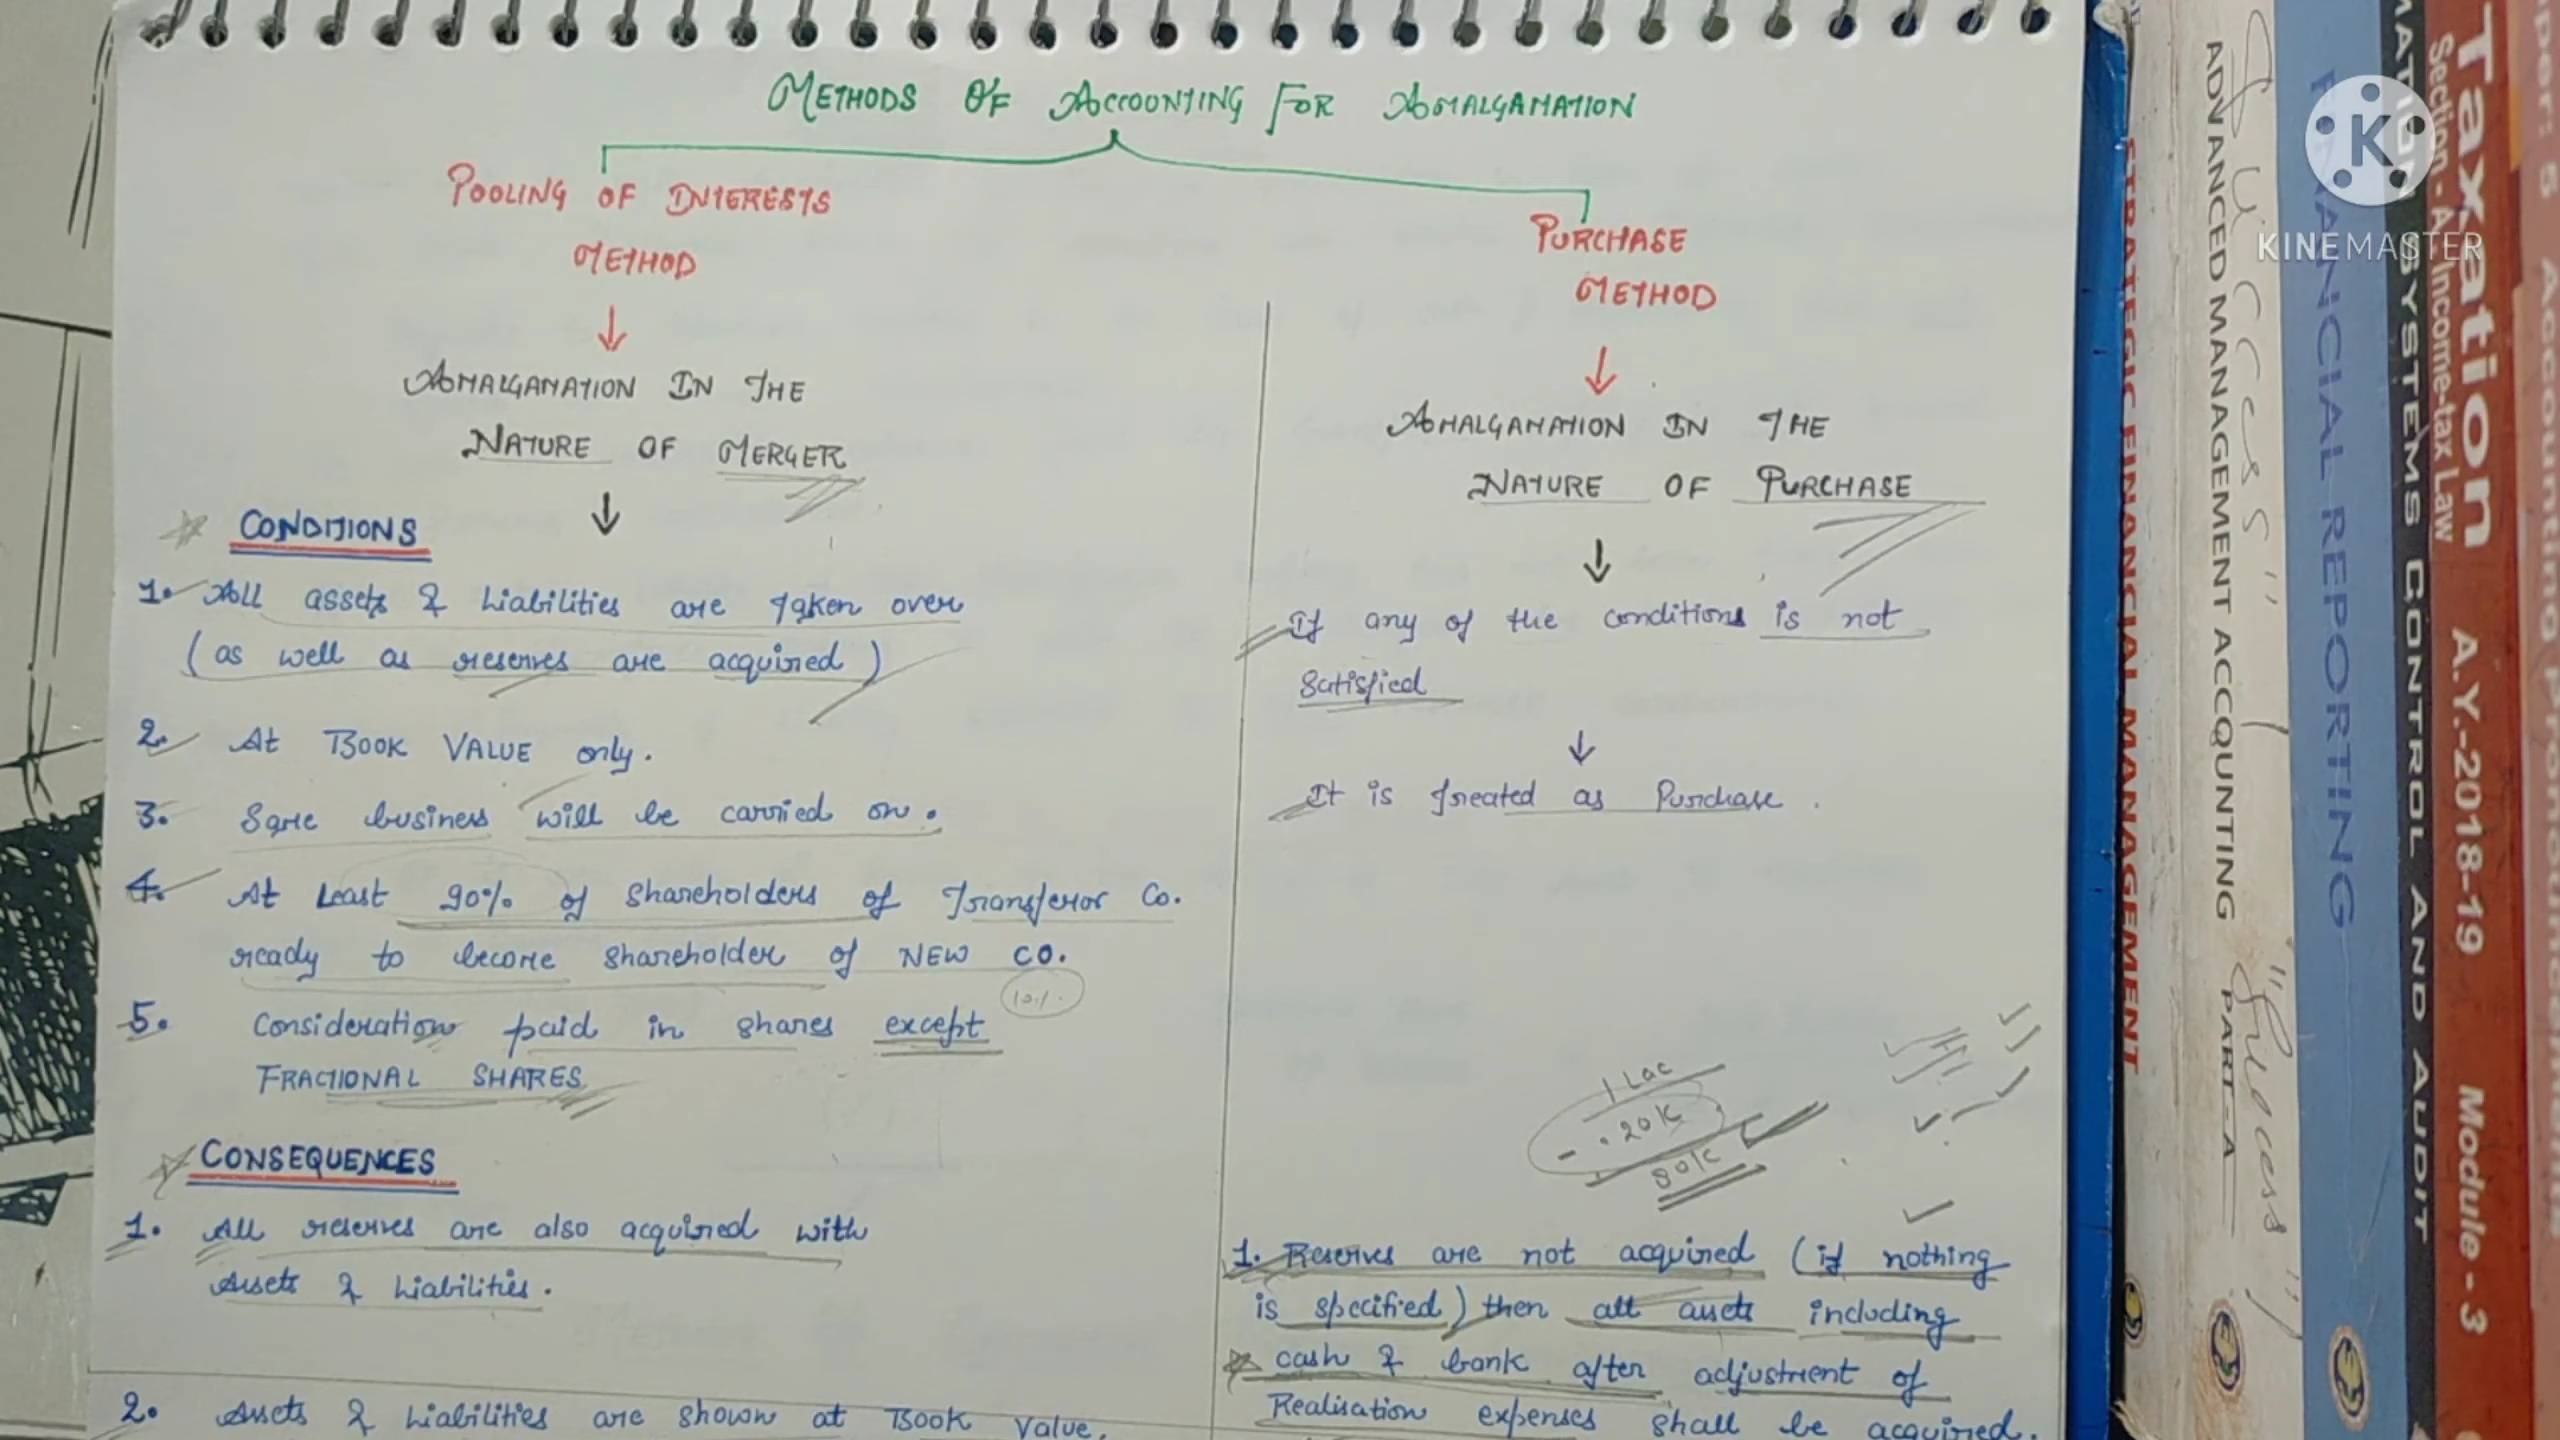 METHODS OF ACCOUNTING FOR AMALGAMATION
POOLING OF INTERESTS
METHOD
AMALGAMATION IN THE
NATURE OF MERGER
CONDITIONS
1. All assets & Liabilities are taken over
(as well as reserves are acquired)
2. At BOOK VALUE only.
3. Same business will be carried on.
4. At Least 90% of Shareholders of Transferor Co.
ready to become shareholder of NEW CO.
10%
5. Consideration paid in shares except
FRACTIONAL SHARES
CONSEQUENCES
1. All reserves are also acquired with
Assets & Liabilities.
2. Assets & Liabilities are shown at Book Value.
PURCHASE
METHOD
AMALGAMATION IN THE
NATURE OF PURCHASE
If any of the conditions is not
Satisfied
It is treated as Purchase.
1 Lac
- 20K
80K
1. Reserves are not acquired (if nothing
is specified) then all assets including
cash & bank after adjustment of
Realisation expenses shall be acquired.
STRATEGIC FINANCIAL MANAGEMENT
ADVANCED MANAGEMENT ACCOUNTING PART-A
"Success"
"Success"
FINANCIAL REPORTING
SYSTEMS CONTROL AND AUDIT
Taxation
Section - A: Income-tax Law
A.Y.-2018-19
Module - 3
Accounting Pronouncements
K
KINEMASTER